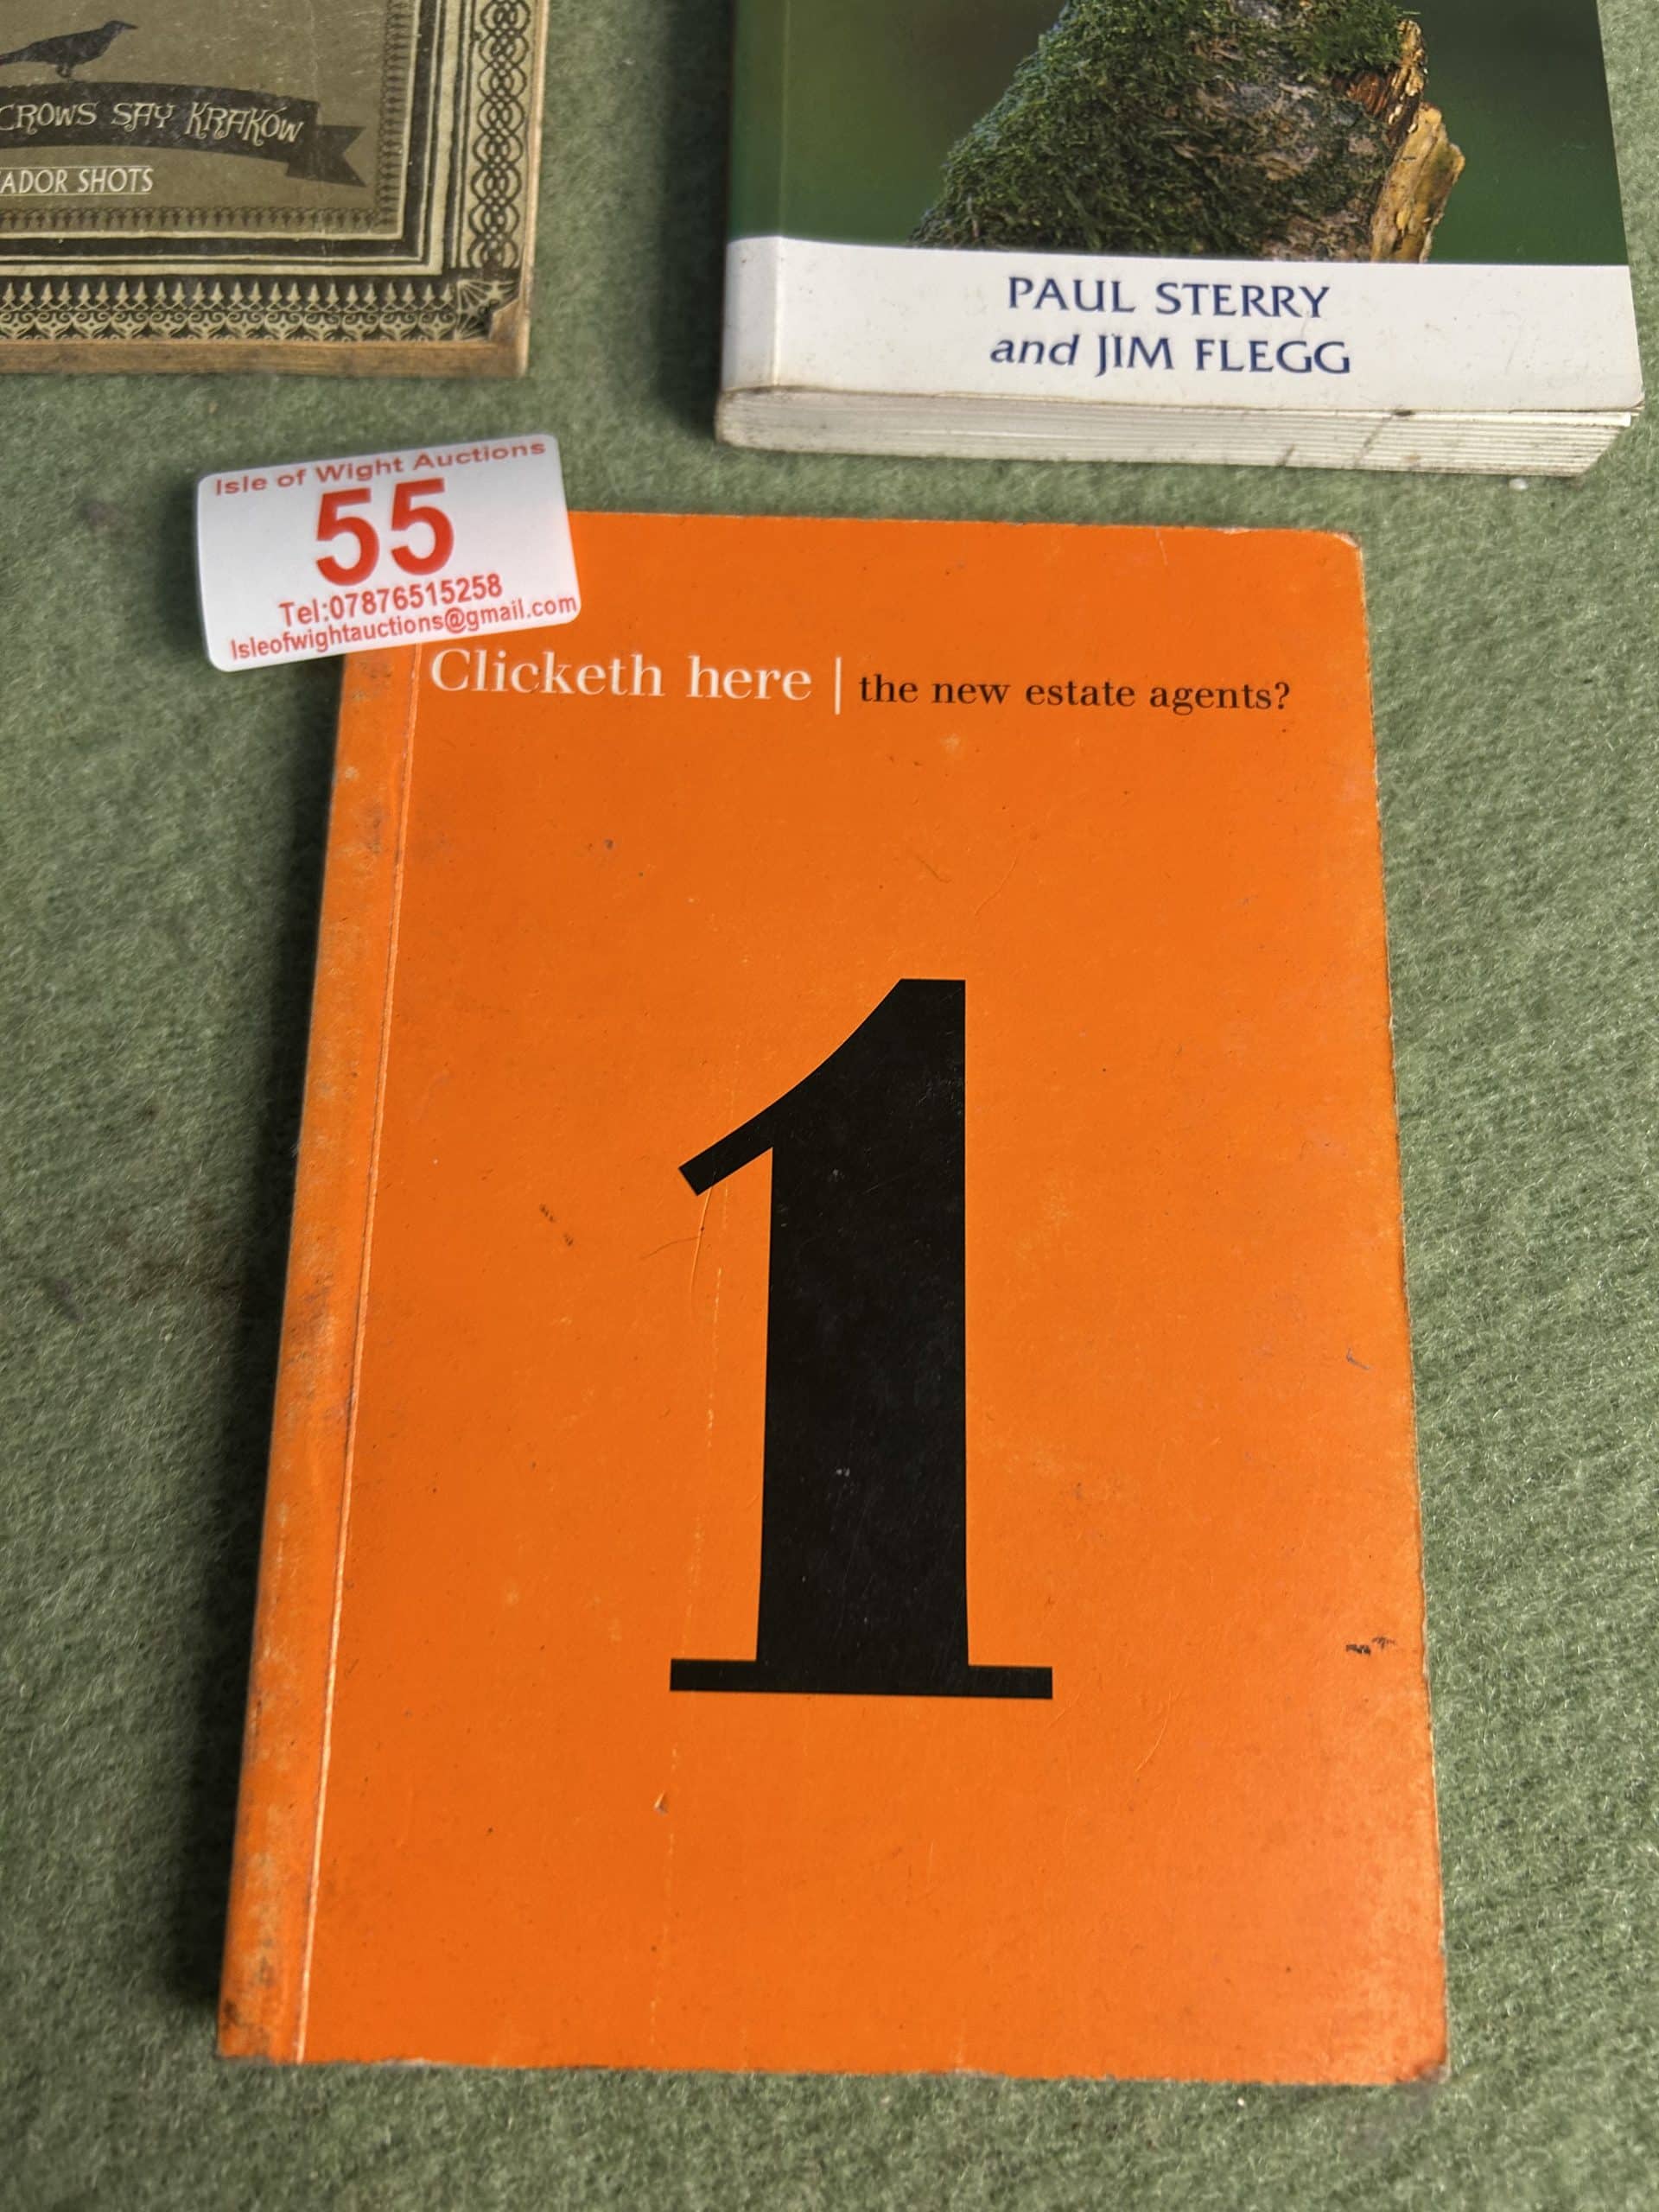 CROWS SAY KRAKÓW
SHOTS
PAUL STERRY
and JIM FLEGG
Isle of Wight Auctions
55
Tel:07876515258
Isleofwightauctions@gmail.com
Clicketh here | the new estate agents?
1